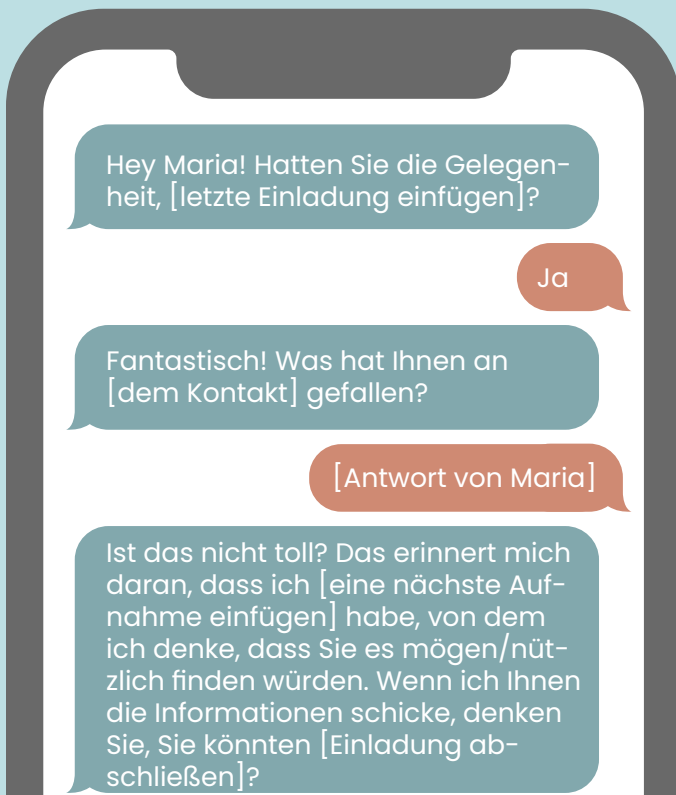 Hey Maria! Hatten Sie die Gelegen-
heit, [letzte Einladung einfügen]?
Ja
Fantastisch! Was hat Ihnen an
[dem Kontakt] gefallen?
[Antwort von Maria]
Ist das nicht toll? Das erinnert mich
daran, dass ich [eine nächste Auf-
nahme einfügen] habe, von dem
ich denke, dass Sie es mögen/nüt-
zlich finden würden. Wenn ich Ihnen
die Informationen schicke, denken
Sie, Sie könnten [Einladung ab-
schließen]?